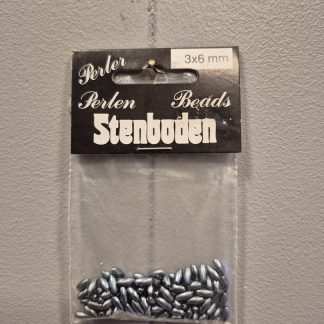 Perler
3x6 mm
Perlen Beads
Stenboden